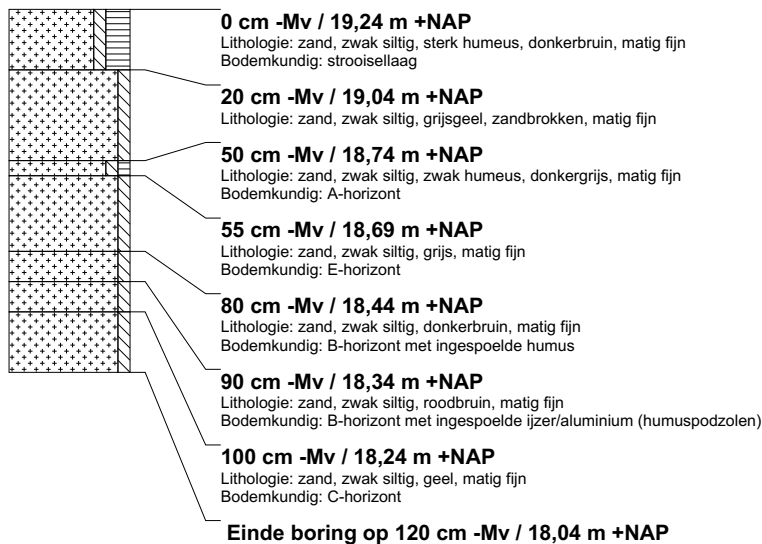 0 cm -Mv / 19,24 m +NAP
Lithologie: zand, zwak siltig, sterk humeus, donkerbruin, matig fijn
Bodemkundig: strooisellaag
20 cm -Mv / 19,04 m +NAP
Lithologie: zand, zwak siltig, grijsgeel, zandbrokken, matig fijn
50 cm -Mv / 18,74 m +NAP
Lithologie: zand, zwak siltig, zwak humeus, donkergrijs, matig fijn
Bodemkundig: A-horizont
55 cm -Mv / 18,69 m +NAP
Lithologie: zand, zwak siltig, grijs, matig fijn
Bodemkundig: E-horizont
80 cm -Mv / 18,44 m +NAP
Lithologie: zand, zwak siltig, donkerbruin, matig fijn
Bodemkundig: B-horizont met ingespoelde humus
90 cm -Mv / 18,34 m +NAP
Lithologie: zand, zwak siltig, roodbruin, matig fijn
Bodemkundig: B-horizont met ingespoelde ijzer/aluminium (humuspodzolen)
100 cm -Mv / 18,24 m +NAP
Lithologie: zand, zwak siltig, geel, matig fijn
Bodemkundig: C-horizont
Einde boring op 120 cm -Mv / 18,04 m +NAP